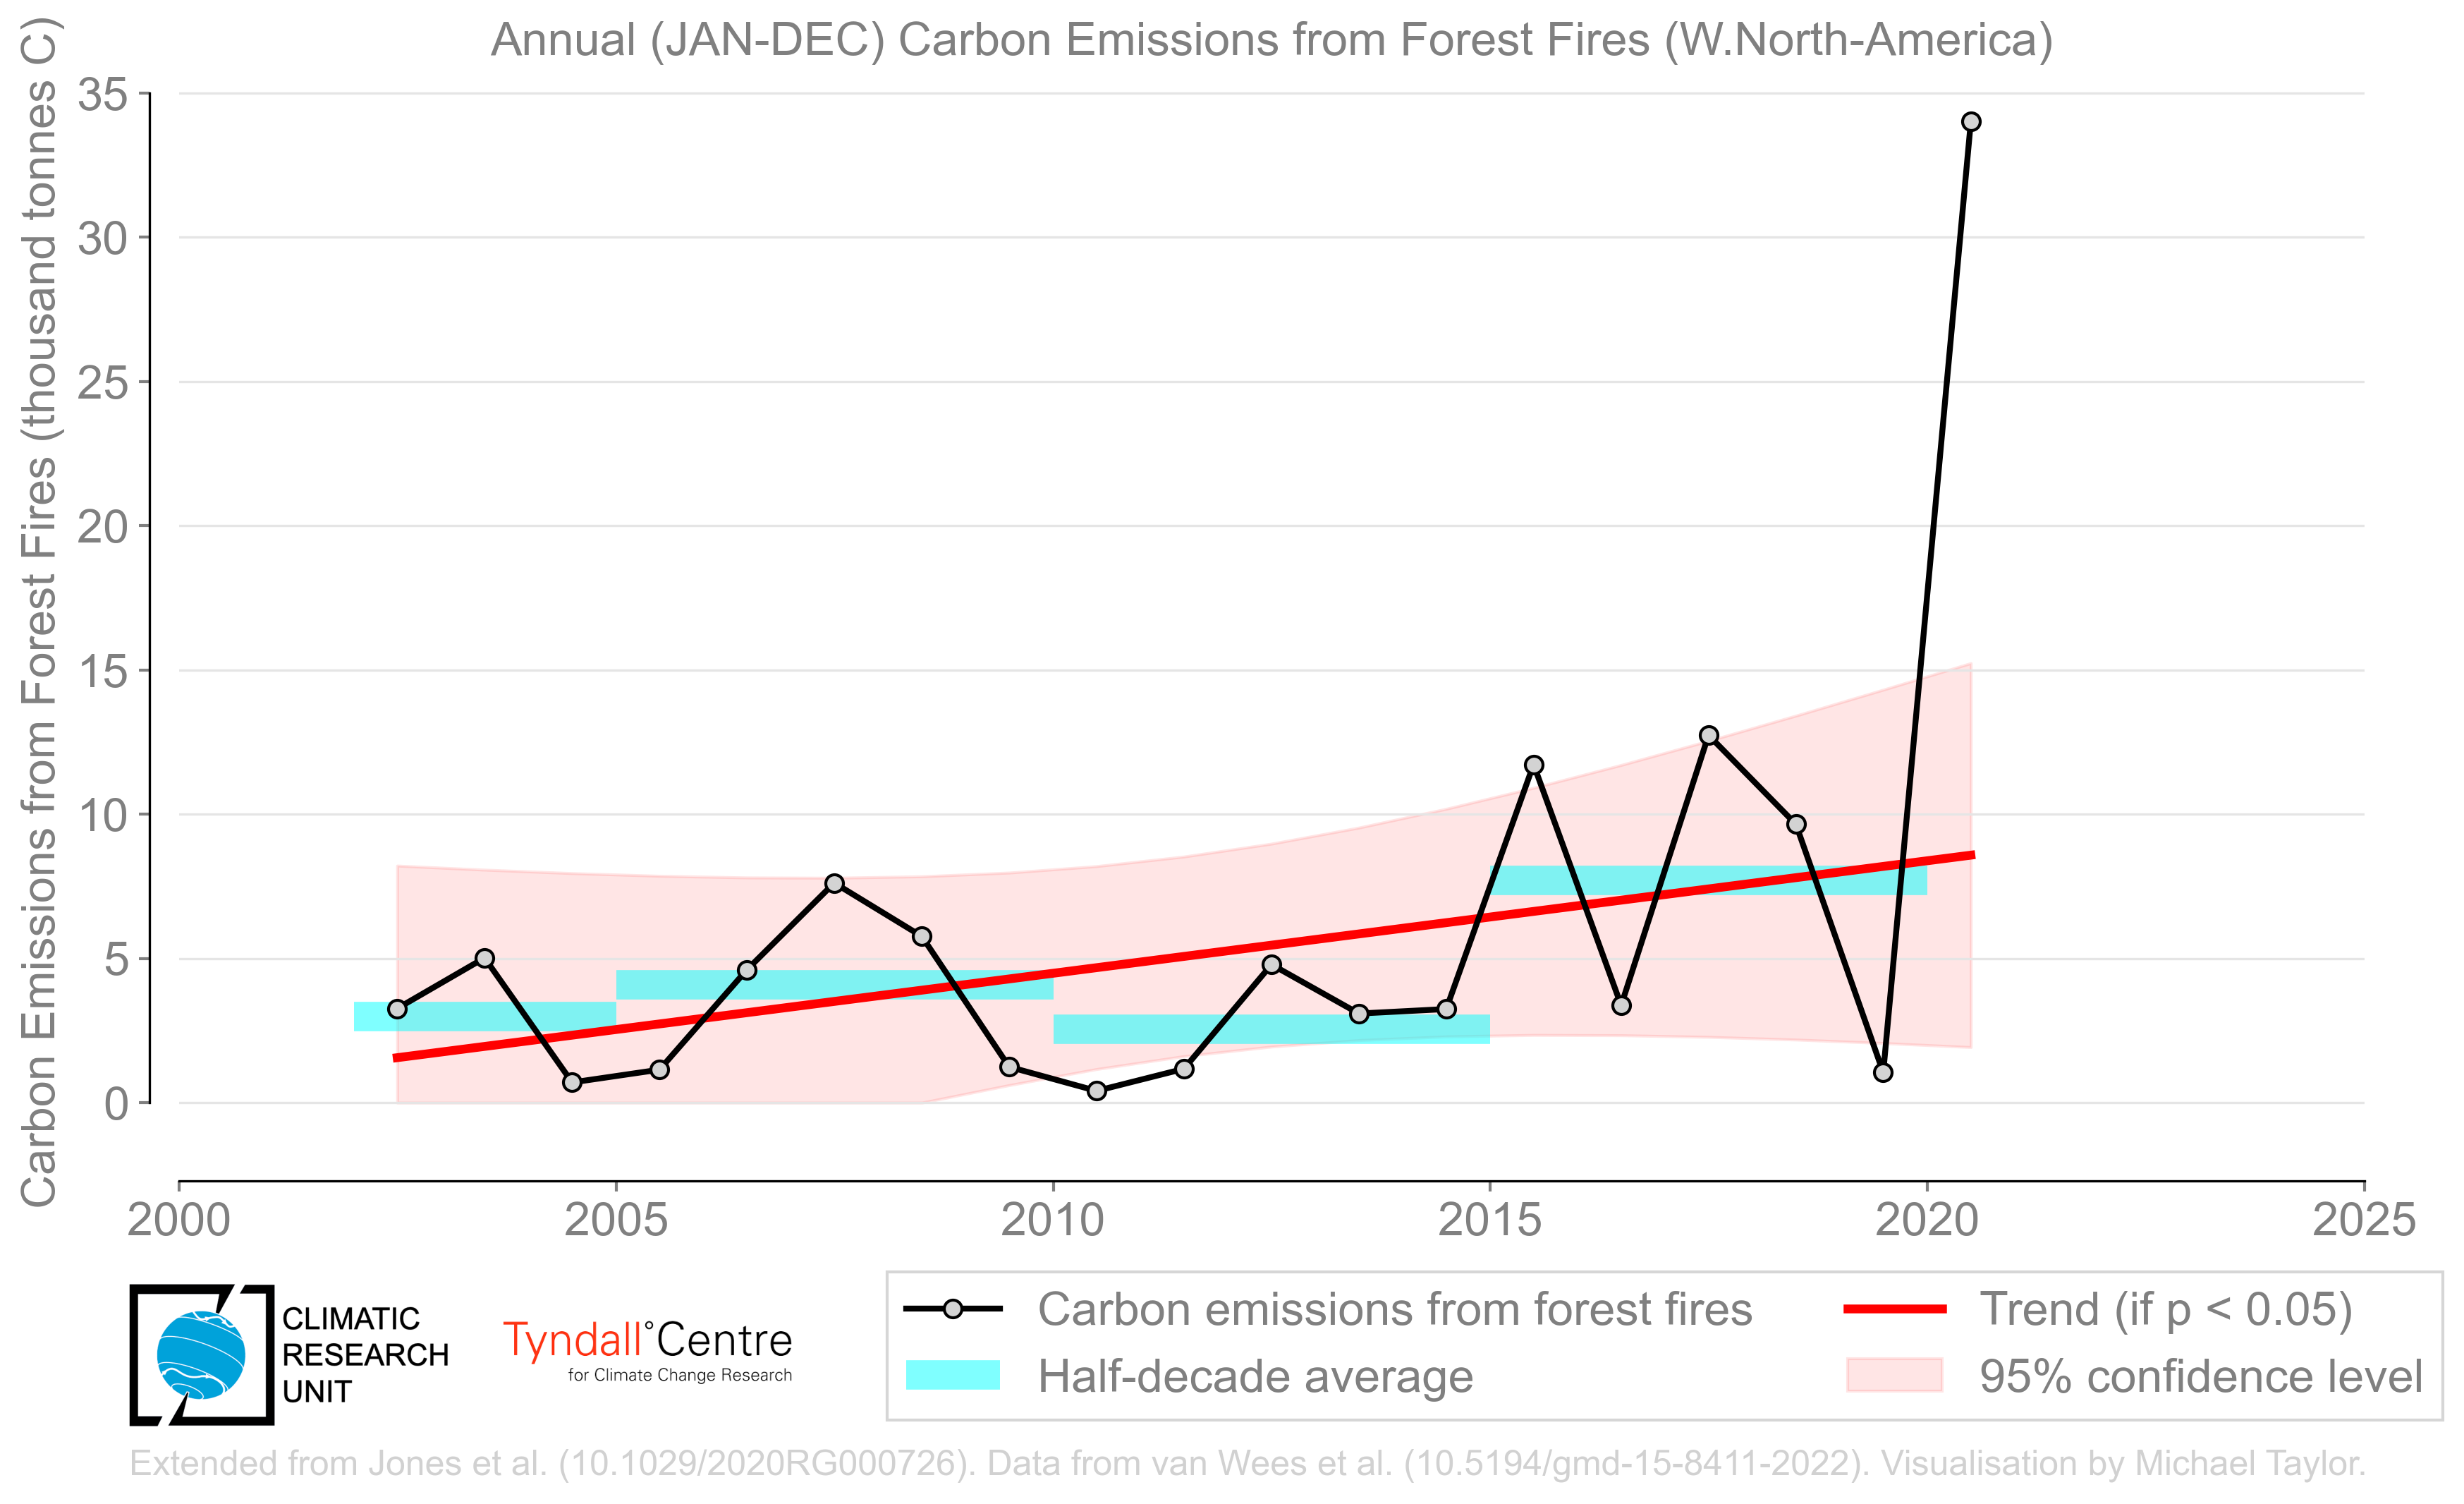 Annual (JAN-DEC) Carbon Emissions from Forest Fires (W.North-America)
Carbon Emissions from Forest Fires (thousand tonnes C)
35
30
25
20
15
10
5
0
2000 2005 2010 2015 2020 2025
CLIMATIC
RESEARCH
UNIT
Tyndall°Centre
for Climate Change Research
Carbon emissions from forest fires
Half-decade average
Trend (if p < 0.05)
95% confidence level
Extended from Jones et al. (10.1029/2020RG000726). Data from van Wees et al. (10.5194/gmd-15-8411-2022). Visualisation by Michael Taylor.